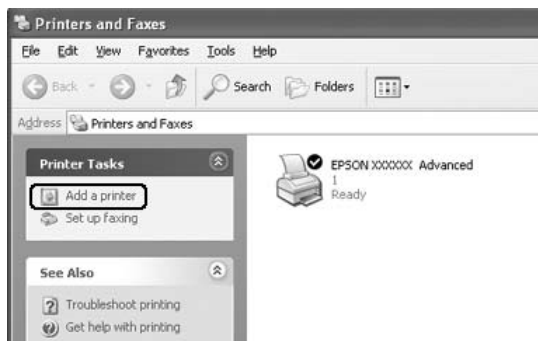 Printers and Faxes
File Edit View Favorites Tools Help
Back Search Folders
Address Printers and Faxes
Printer Tasks
Add a printer
Set up faxing
See Also
Troubleshoot printing
Get help with printing
EPSON XXXXXX Advanced
1
Ready